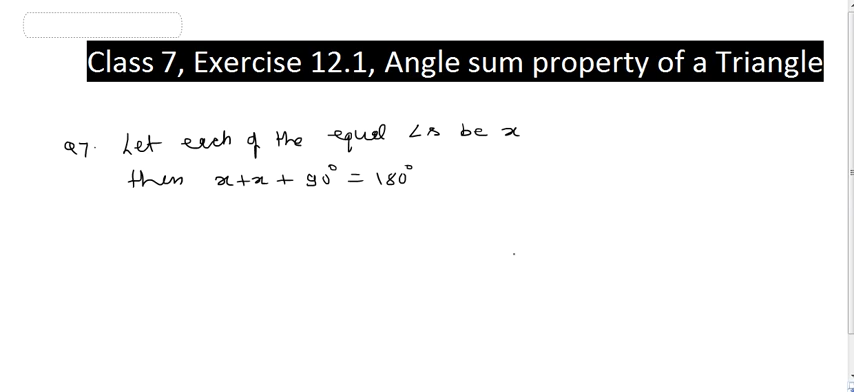 Class 7, Exercise 12.1, Angle sum property of a Triangle
Q7. Let each of the equal ∠s be x
then x+x + 90° = 180°